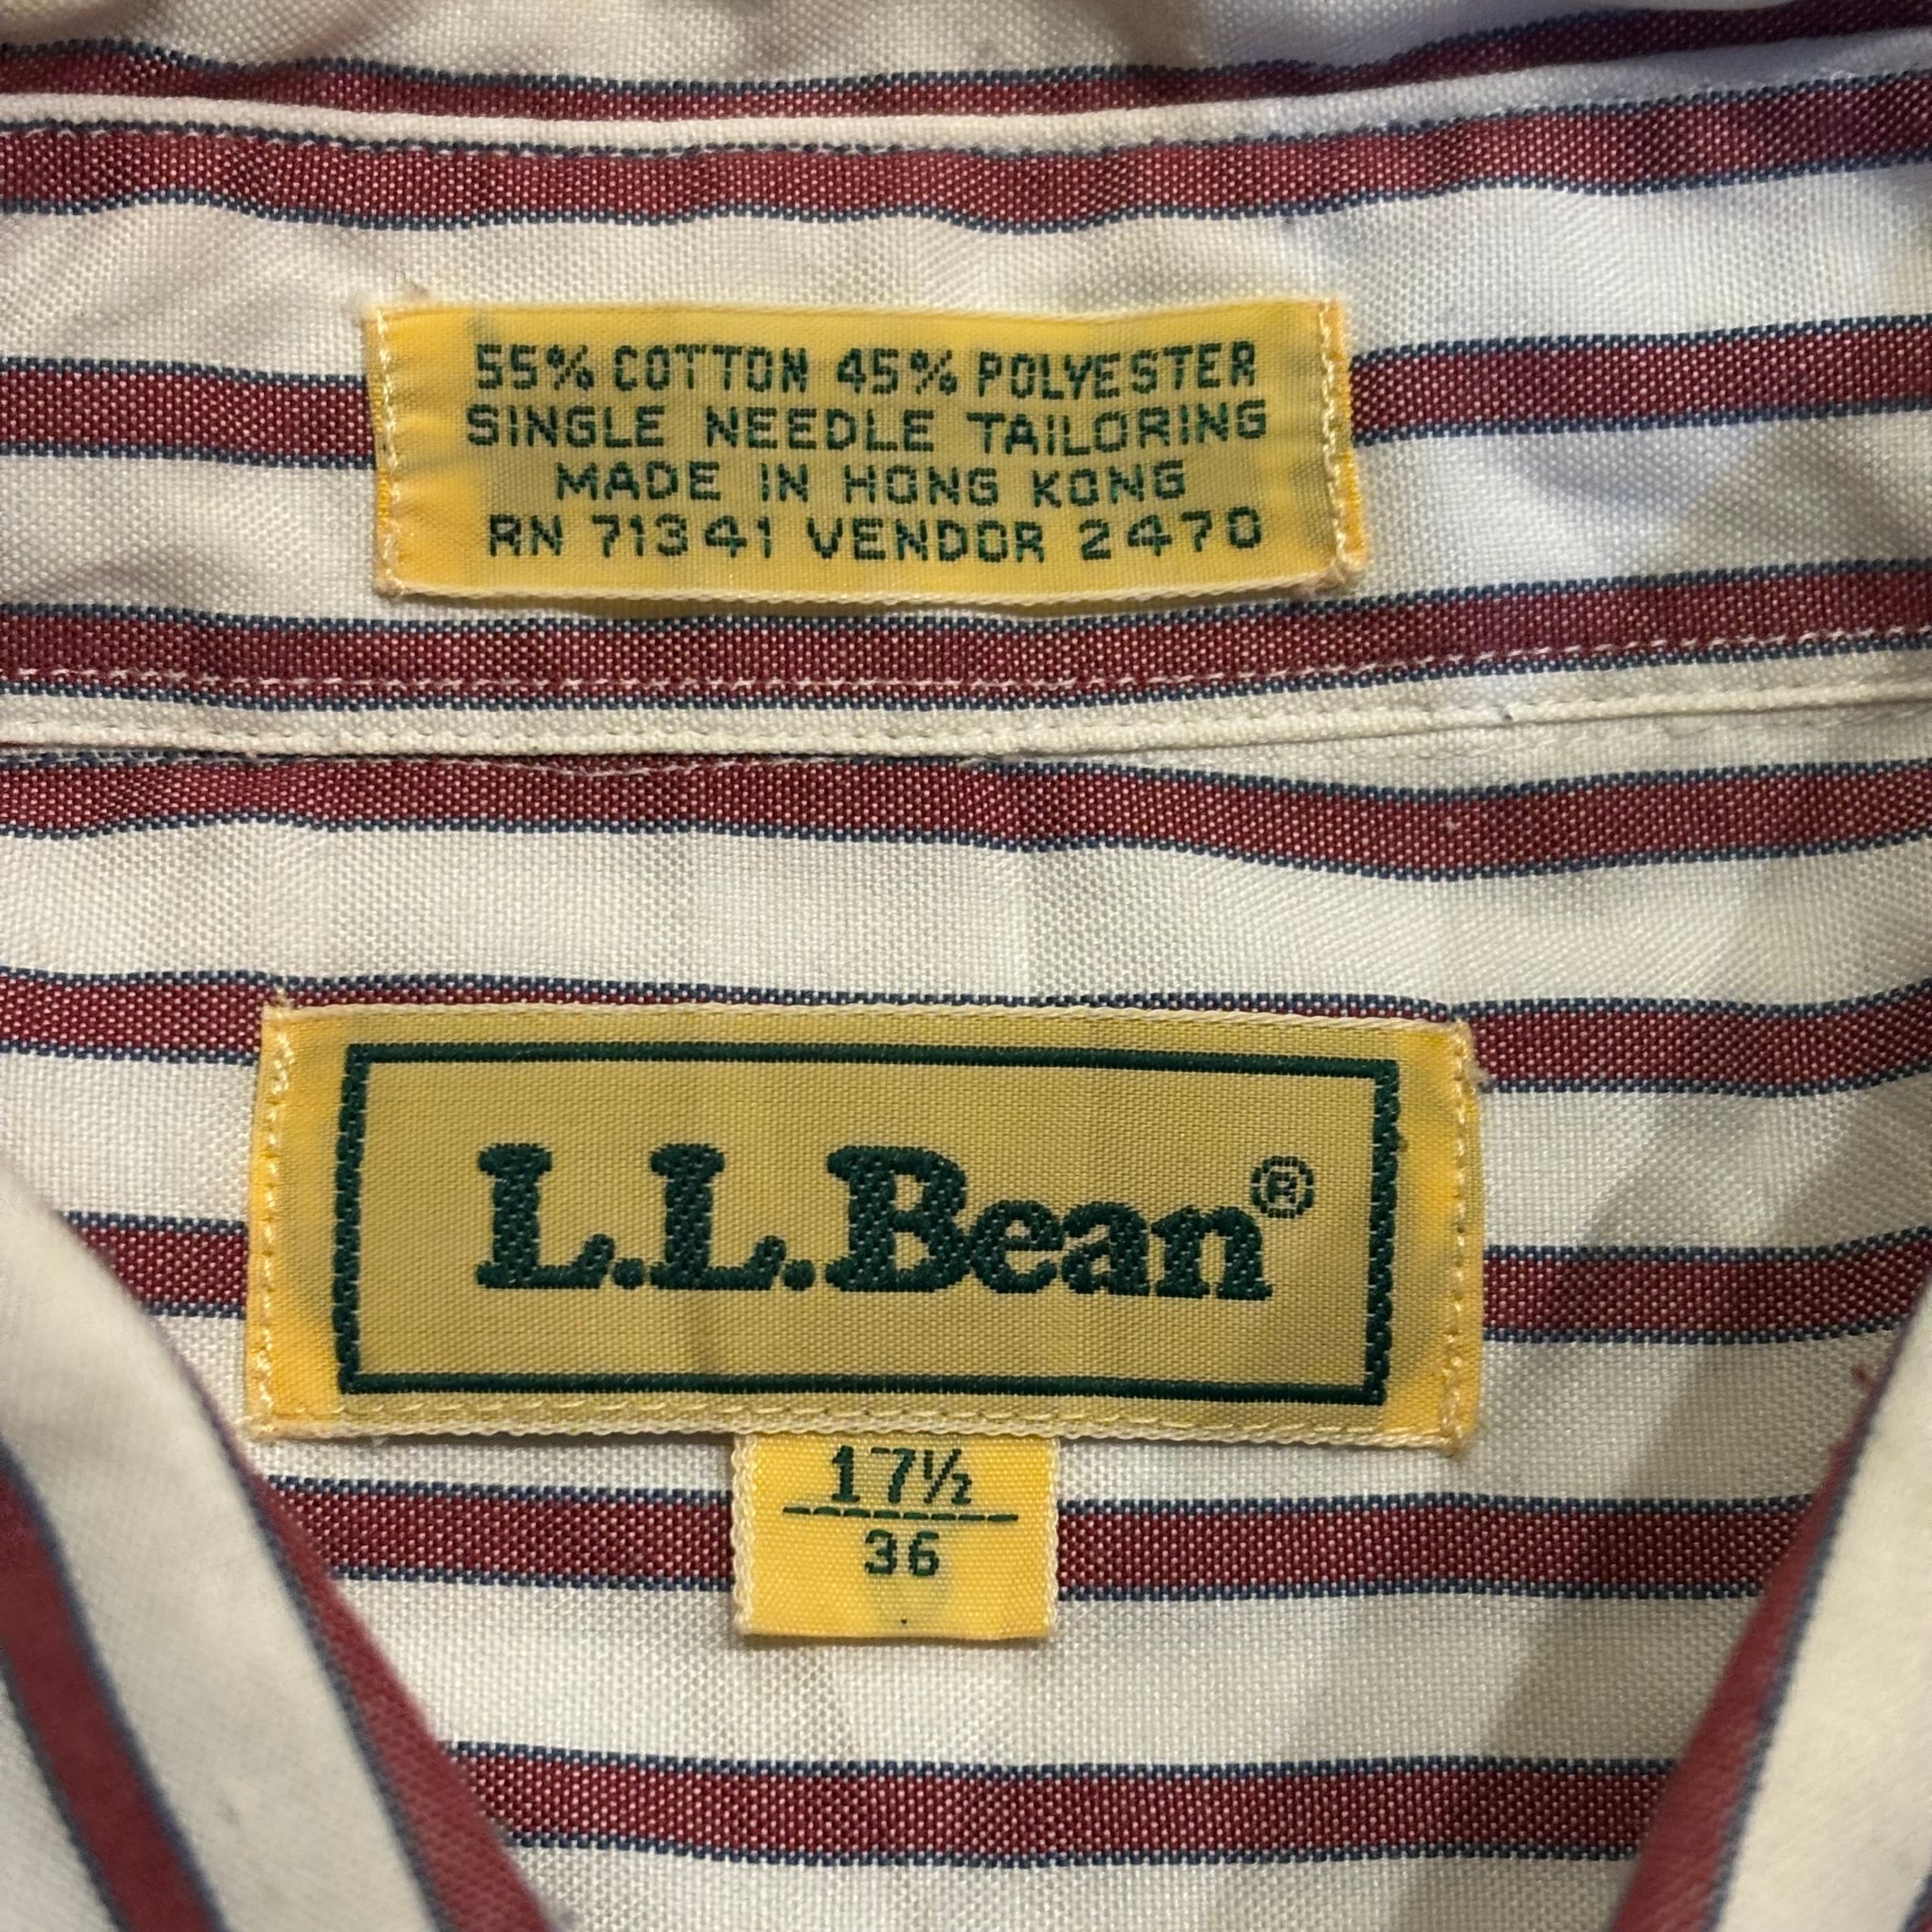 55% COTTON 45% POLYESTER
SINGLE NEEDLE TAILORING
MADE IN HONG KONG
RN 71341 VENDOR 2470
L.L.Bean®
17½
36